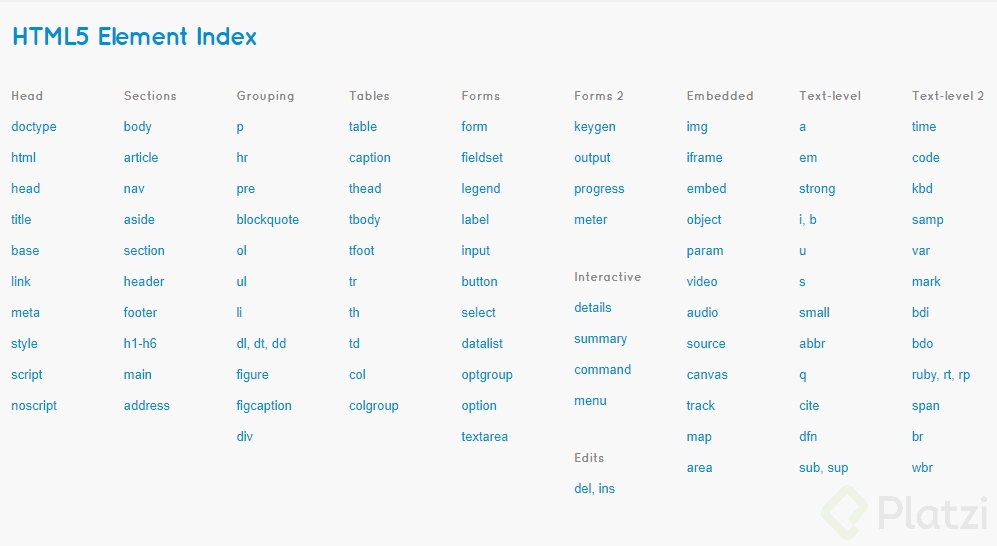 HTML5 Element Index
Head
doctype
html
head
title
base
link
meta
style
script
noscript
Sections
body
article
nav
aside
section
header
footer
h1-h6
main
address
Grouping
p
hr
pre
blockquote
ol
ul
li
dl, dt, dd
figure
figcaption
div
Tables
table
caption
thead
tbody
tfoot
tr
th
td
col
colgroup
Forms
form
fieldset
legend
label
input
button
select
datalist
optgroup
option
textarea
Forms 2
keygen
output
progress
meter
Interactive
details
summary
command
menu
Edits
del, ins
Embedded
img
iframe
embed
object
param
video
audio
source
canvas
track
map
area
Text-level
a
em
strong
i, b
u
s
small
abbr
q
cite
dfn
sub, sup
Text-level 2
time
code
kbd
samp
var
mark
bdi
bdo
ruby, rt, rp
span
br
wbr
Platzi